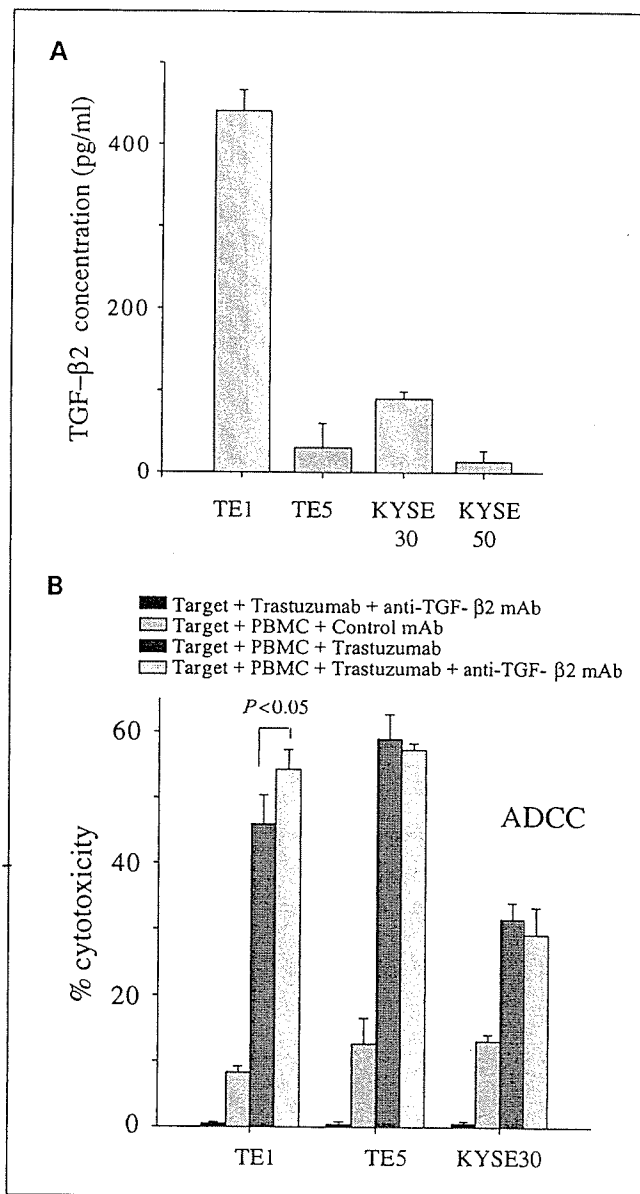 A
TGF–β2 concentration (pg/ml)
400
200
0
TE1 TE5 KYSE 30 KYSE 50
B
Target + Trastuzumab + anti-TGF- β2 mAb
Target + PBMC + Control mAb
Target + PBMC + Trastuzumab
Target + PBMC + Trastuzumab + anti-TGF- β2 mAb
P<0.05
% cytotoxicity
60
40
20
0
ADCC
TE1 TE5 KYSE30